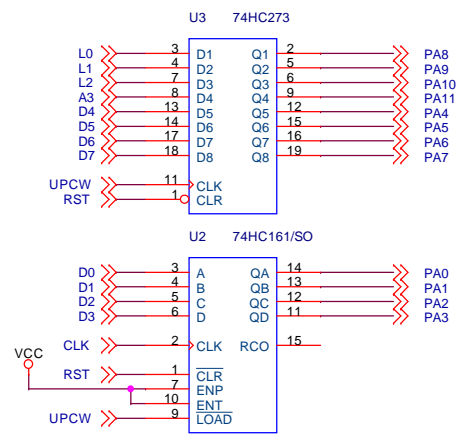 U3 74HC273
L0 3 D1 Q1 2 PA8
L1 4 D2 Q2 5 PA9
L2 7 D3 Q3 6 PA10
A3 8 D4 Q4 9 PA11
D4 13 D5 Q5 12 PA4
D5 14 D6 Q6 15 PA5
D6 17 D7 Q7 16 PA6
D7 18 D8 Q8 19 PA7
UPCW 11 CLK
RST 1 CLR
U2 74HC161/SO
D0 3 A QA 14 PA0
D1 4 B QB 13 PA1
D2 5 C QC 12 PA2
D3 6 D QD 11 PA3
CLK 2 CLK RCO 15
VCC
RST 1 CLR
7 ENP
10 ENT
UPCW 9 LOAD